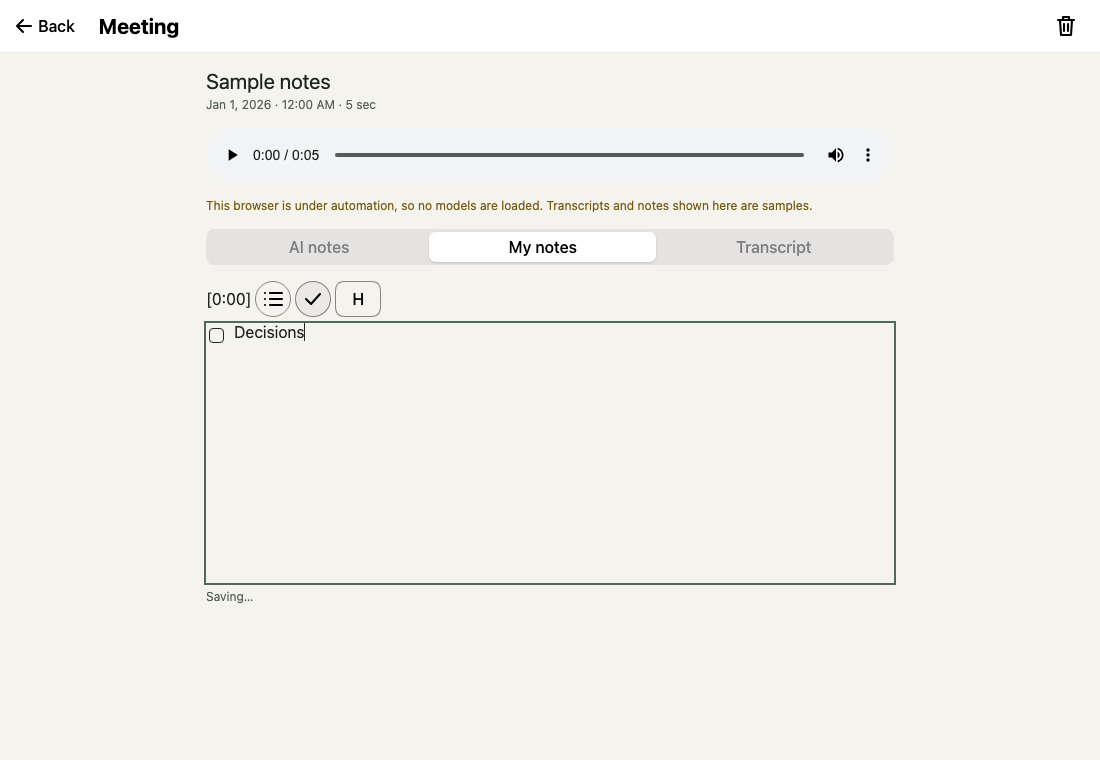 Back Meeting
Sample notes
Jan 1, 2026 · 12:00 AM · 5 sec
0:00 / 0:05
This browser is under automation, so no models are loaded. Transcripts and notes shown here are samples.
AI notes My notes Transcript
[0:00] H
Decisions
Saving...